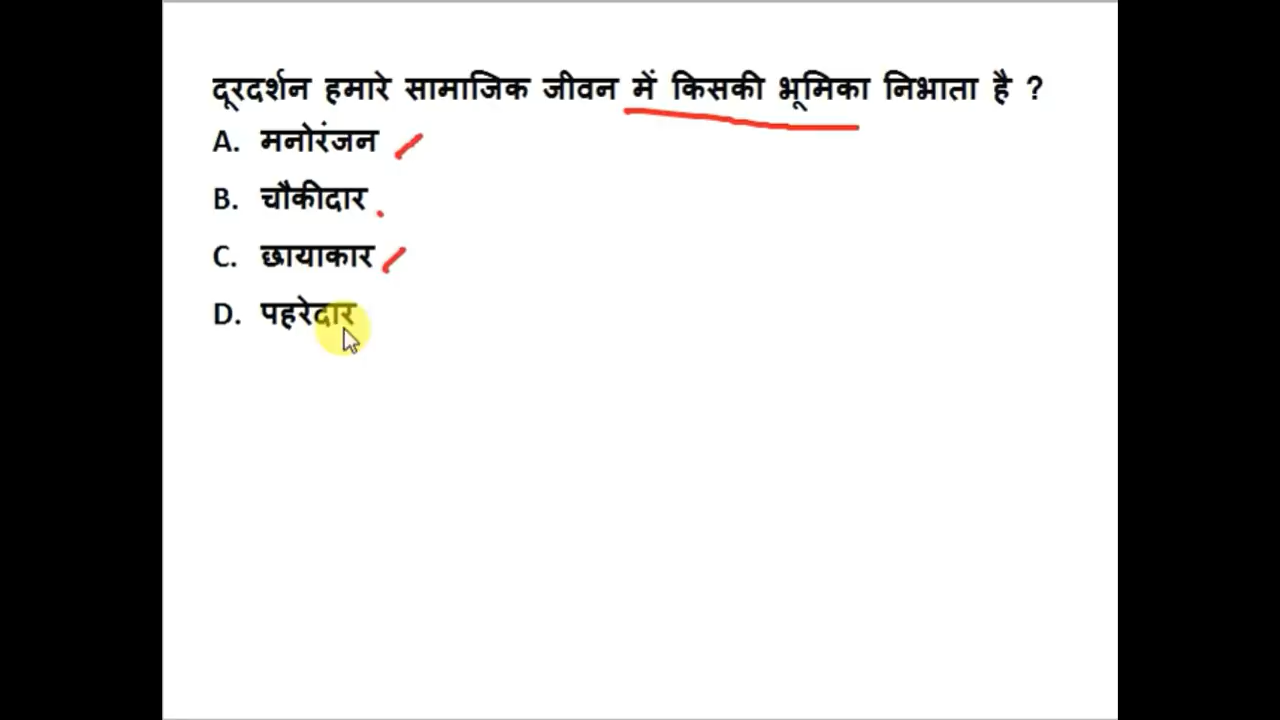 दूरदर्शन हमारे सामाजिक जीवन में किसकी भूमिका निभाता है ?
A. मनोरंजन
B. चौकीदार
C. छायाकार
D. पहरेदार